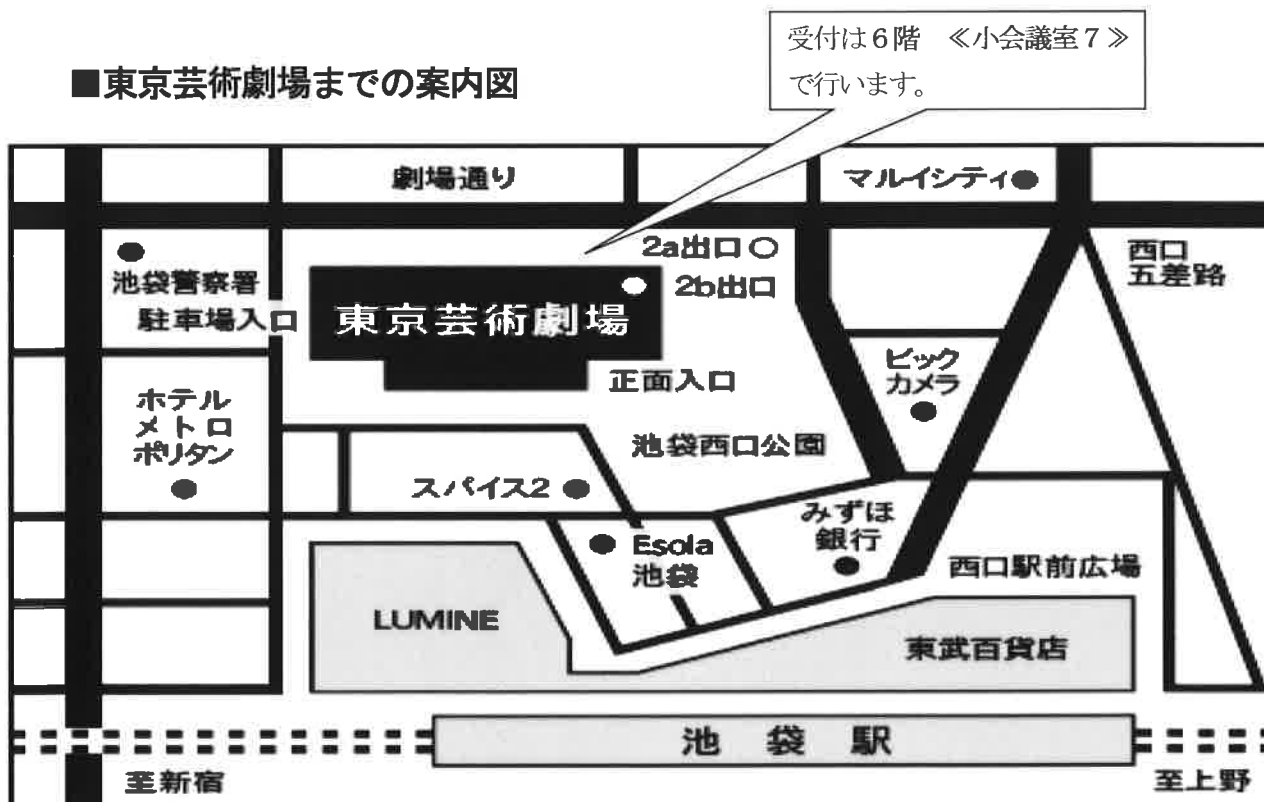 受付は6階 ≪小会議室7≫
で行います。
■東京芸術劇場までの案内図
劇場通り
マルイシティ
2a出口
2b出口
西口
五差路
池袋警察署
駐車場入口
東京芸術劇場
正面入口
ビック
カメラ
ホテル
メトロ
ポリタン
池袋西口公園
スパイス2
みずほ
銀行
Esola
池袋
西口駅前広場
LUMINE
東武百貨店
池袋駅
至新宿
至上野